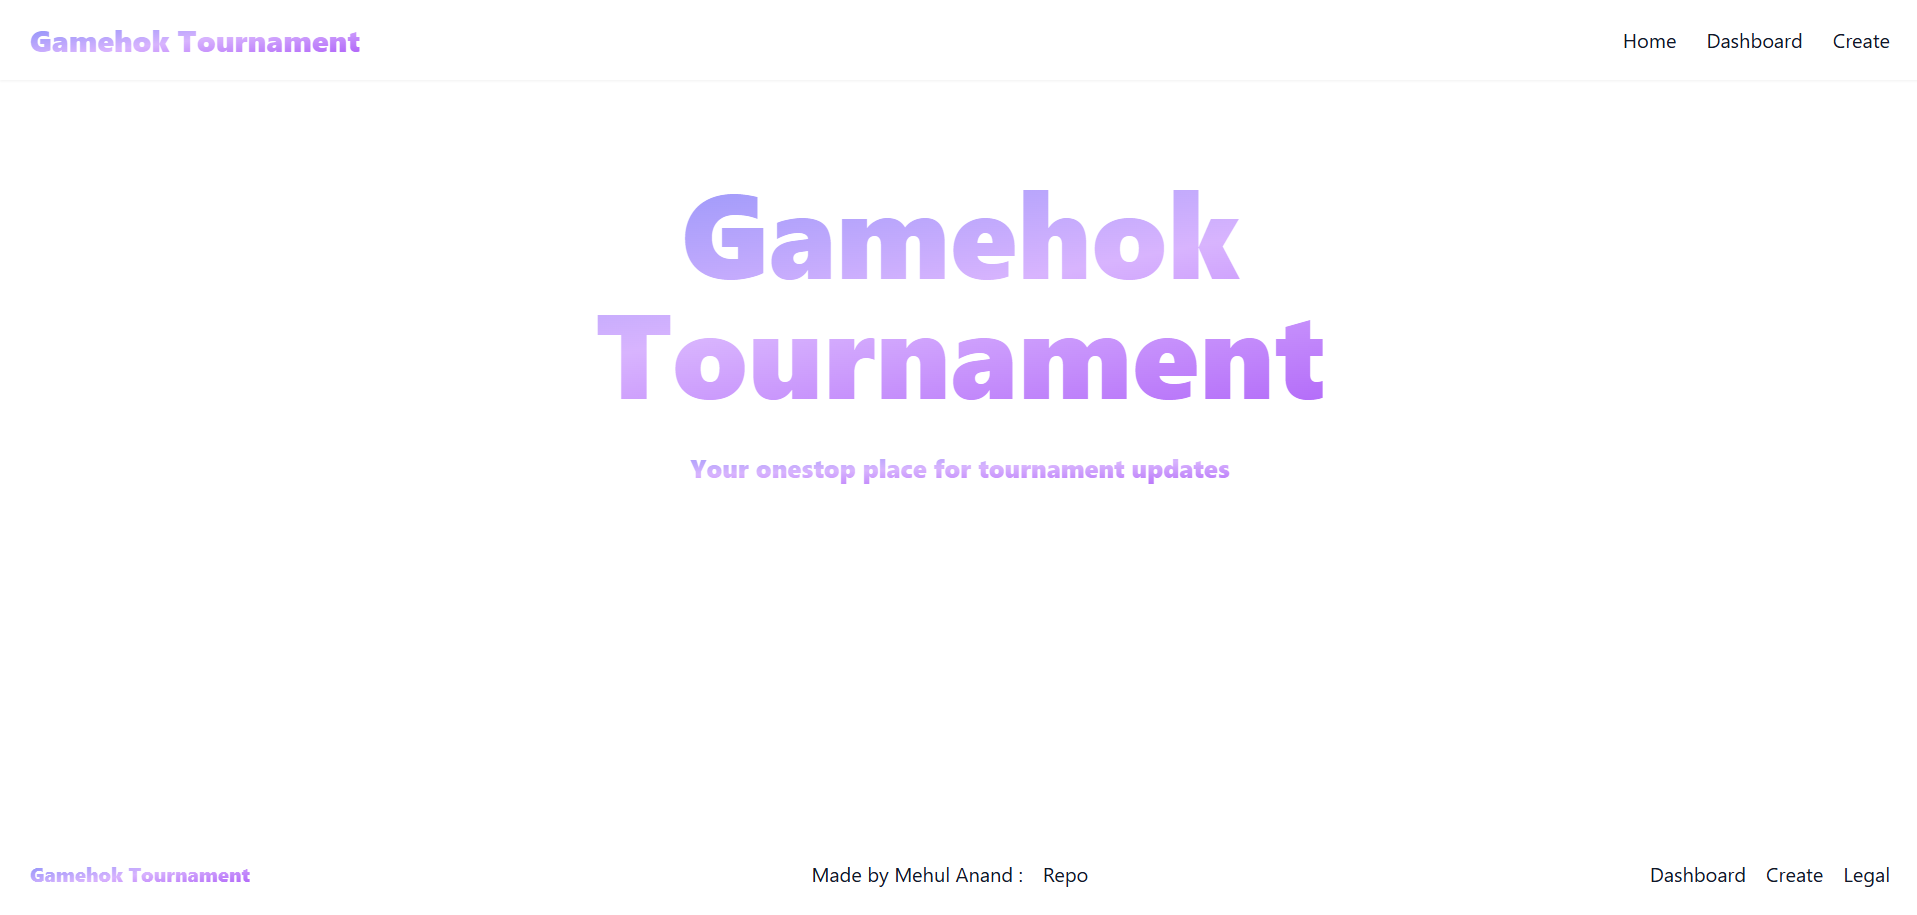 Gamehok Tournament
Home Dashboard Create
Gamehok
Tournament
Your onestop place for tournament updates
Gamehok Tournament
Made by Mehul Anand : Repo
Dashboard Create Legal